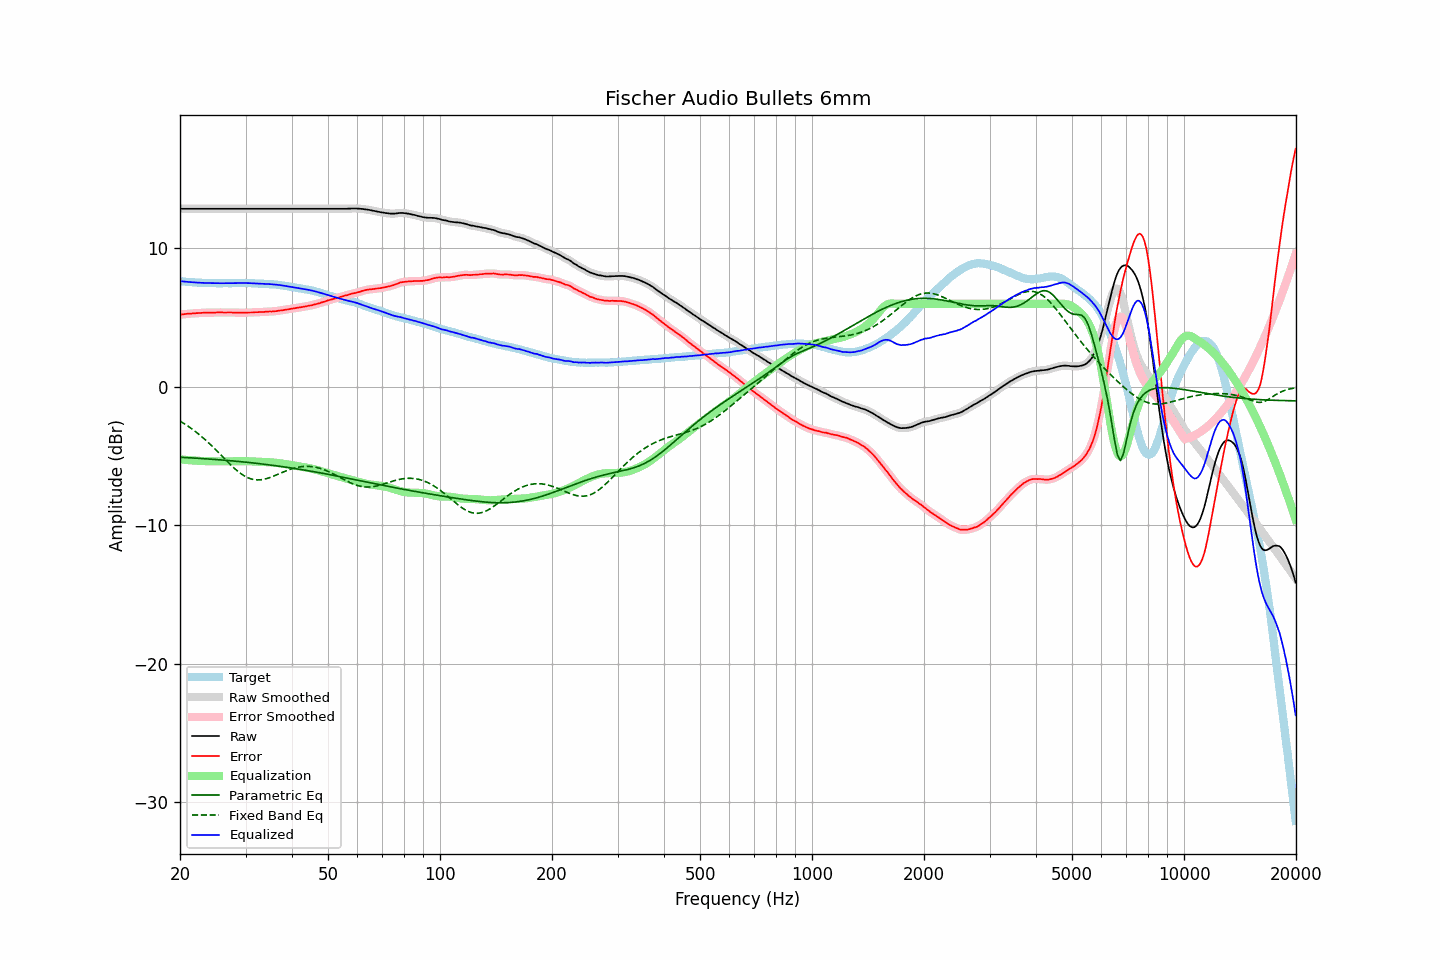 Fischer Audio Bullets 6mm
Amplitude (dBr)
10
0
−10
−20
−30
Target
Raw Smoothed
Error Smoothed
Raw
Error
Equalization
Parametric Eq
Fixed Band Eq
Equalized
20 50 100 200 500 1000 2000 5000 10000 20000
Frequency (Hz)